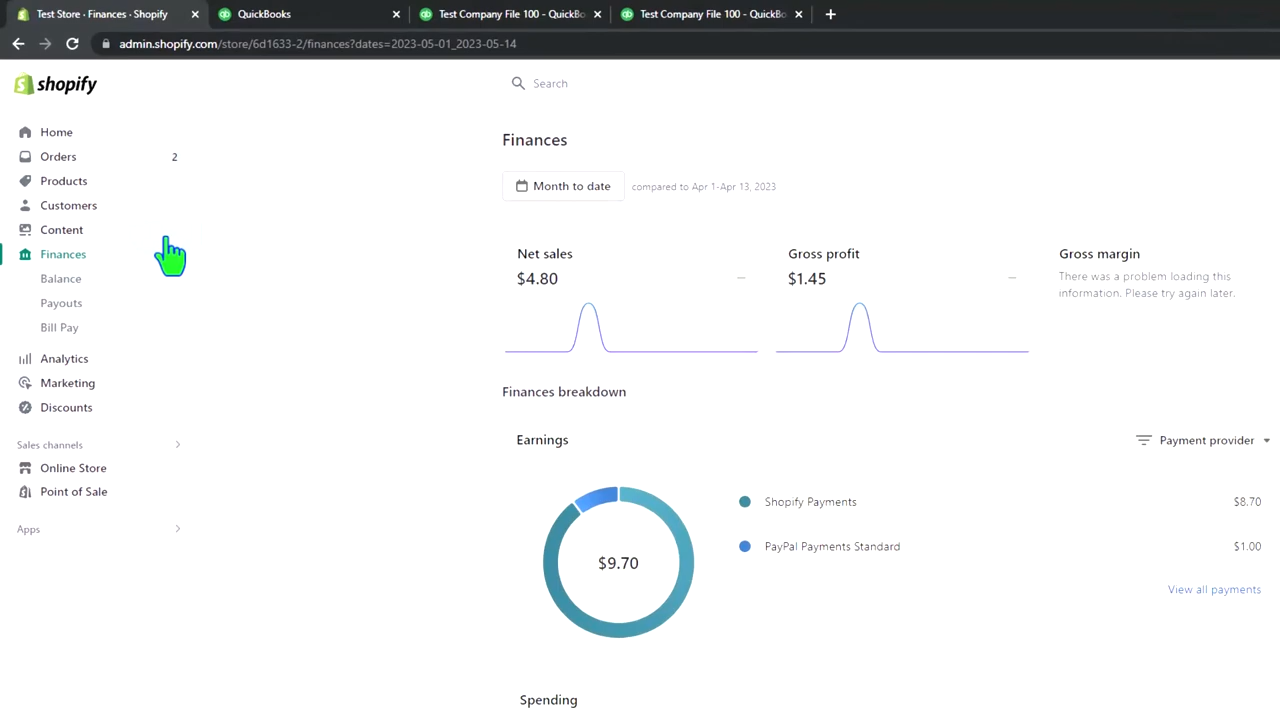 Test Store · Finances · Shopify
QuickBooks
Test Company File 100 - QuickBo
Test Company File 100 - QuickBo
admin.shopify.com/store/6d1633-2/finances?dates=2023-05-01_2023-05-14
shopify
Search
Home
Orders 2
Products
Customers
Content
Finances
Balance
Payouts
Bill Pay
Analytics
Marketing
Discounts
Sales channels
Online Store
Point of Sale
Apps
Finances
Month to date compared to Apr 1-Apr 13, 2023
Net sales
$4.80 —
Gross profit
$1.45 —
Gross margin
There was a problem loading this
information. Please try again later.
Finances breakdown
Earnings
Payment provider
$9.70
Shopify Payments $8.70
PayPal Payments Standard $1.00
View all payments
Spending